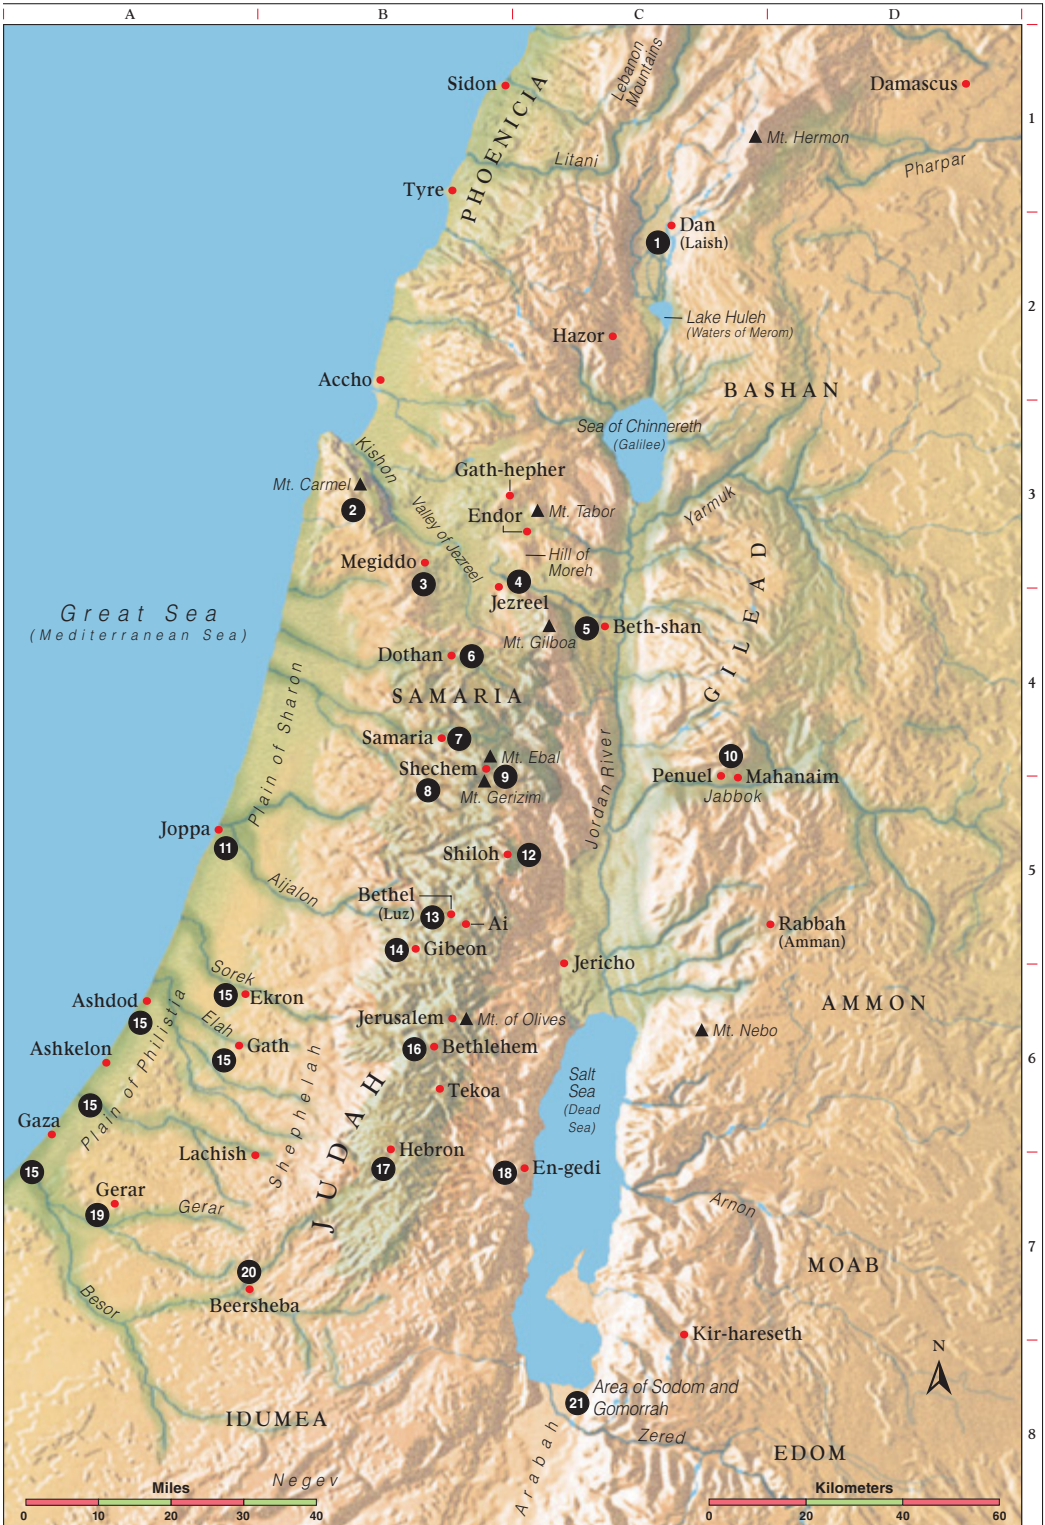 A
B
C
D
Sidon
PHOENICIA
Lebanon
Mountains
Damascus
1
Mt. Hermon
Litani
Pharpar
Tyre
Dan
(Laish)
1
2
Lake Huleh
(Waters of Merom)
Hazor
Accho
BASHAN
Sea of Chinnereth
(Galilee)
Kishon
Gath-hepher
Mt. Carmel
3
2
Endor
Mt. Tabor
Yarmuk
Valley of Jezreel
Hill of
Moreh
Megiddo
3
4
Jezreel
GILEAD
Great Sea
(Mediterranean Sea)
5
Beth-shan
Mt. Gilboa
Dothan
6
4
SAMARIA
Plain of Sharon
Samaria
7
Mt. Ebal
10
Shechem
9
Penuel
Mahanaim
8
Mt. Gerizim
Jabbok
Jordan River
Joppa
11
Shiloh
12
5
Aijalon
Bethel
(Luz)
13
Ai
Rabbah
(Amman)
14
Gibeon
Jericho
Sorek
15
Ekron
Ashdod
AMMON
15
Elah
Jerusalem
Mt. of Olives
Mt. Nebo
Plain of Philistia
Ashkelon
15
Gath
16
Bethlehem
6
Salt
Sea
(Dead
Sea)
Tekoa
15
Shephelah
JUDAH
Gaza
Lachish
Hebron
17
18
En-gedi
15
Gerar
19
Gerar
Arnon
7
MOAB
20
Beersheba
Besor
Kir-hareseth
N
21
Area of Sodom and
Gomorrah
IDUMEA
8
Zered
EDOM
Arabah
Negev
Miles
0
10
20
30
40
Kilometers
0
20
40
60